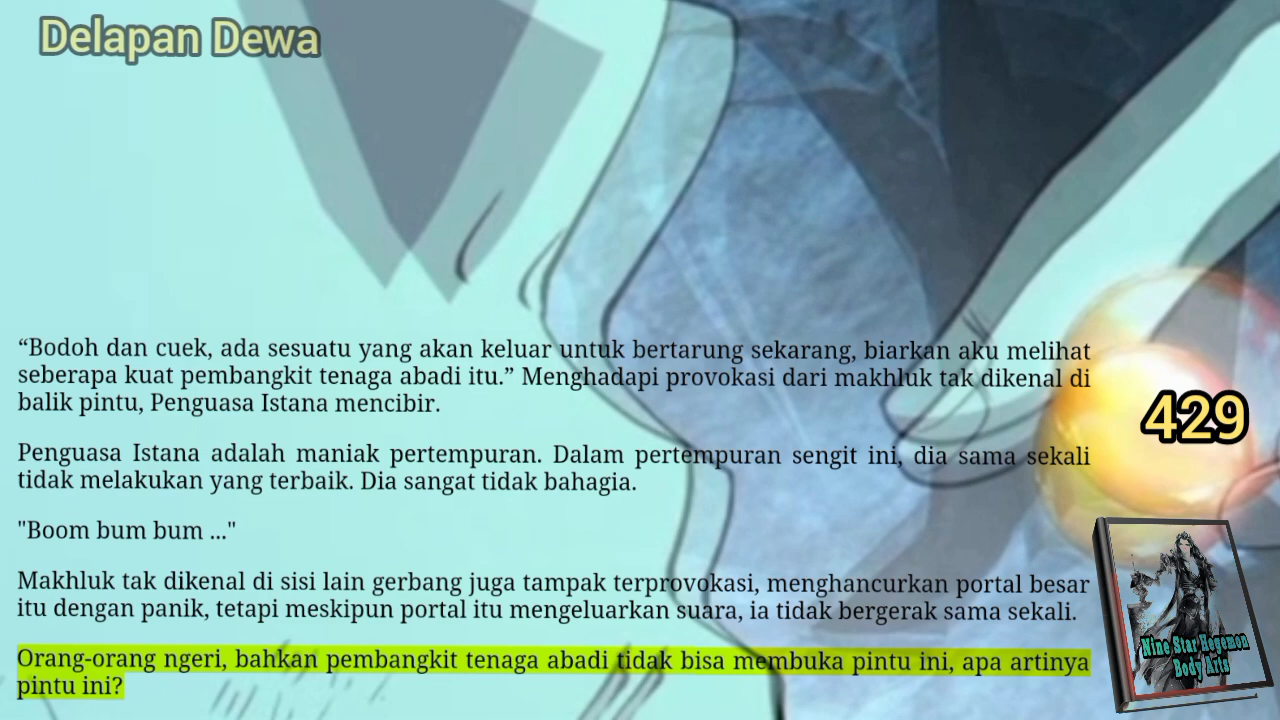 Delapan Dewa
“Bodoh dan cuek, ada sesuatu yang akan keluar untuk bertarung sekarang, biarkan aku melihat
seberapa kuat pembangkit tenaga abadi itu.” Menghadapi provokasi dari makhluk tak dikenal di
balik pintu, Penguasa Istana mencibir.
Penguasa Istana adalah maniak pertempuran. Dalam pertempuran sengit ini, dia sama sekali
tidak melakukan yang terbaik. Dia sangat tidak bahagia.
"Boom bum bum ..."
Makhluk tak dikenal di sisi lain gerbang juga tampak terprovokasi, menghancurkan portal besar
itu dengan panik, tetapi meskipun portal itu mengeluarkan suara, ia tidak bergerak sama sekali.
Orang-orang ngeri, bahkan pembangkit tenaga abadi tidak bisa membuka pintu ini, apa artinya
pintu ini?
429
Nine Star Hegemon
Body Arts